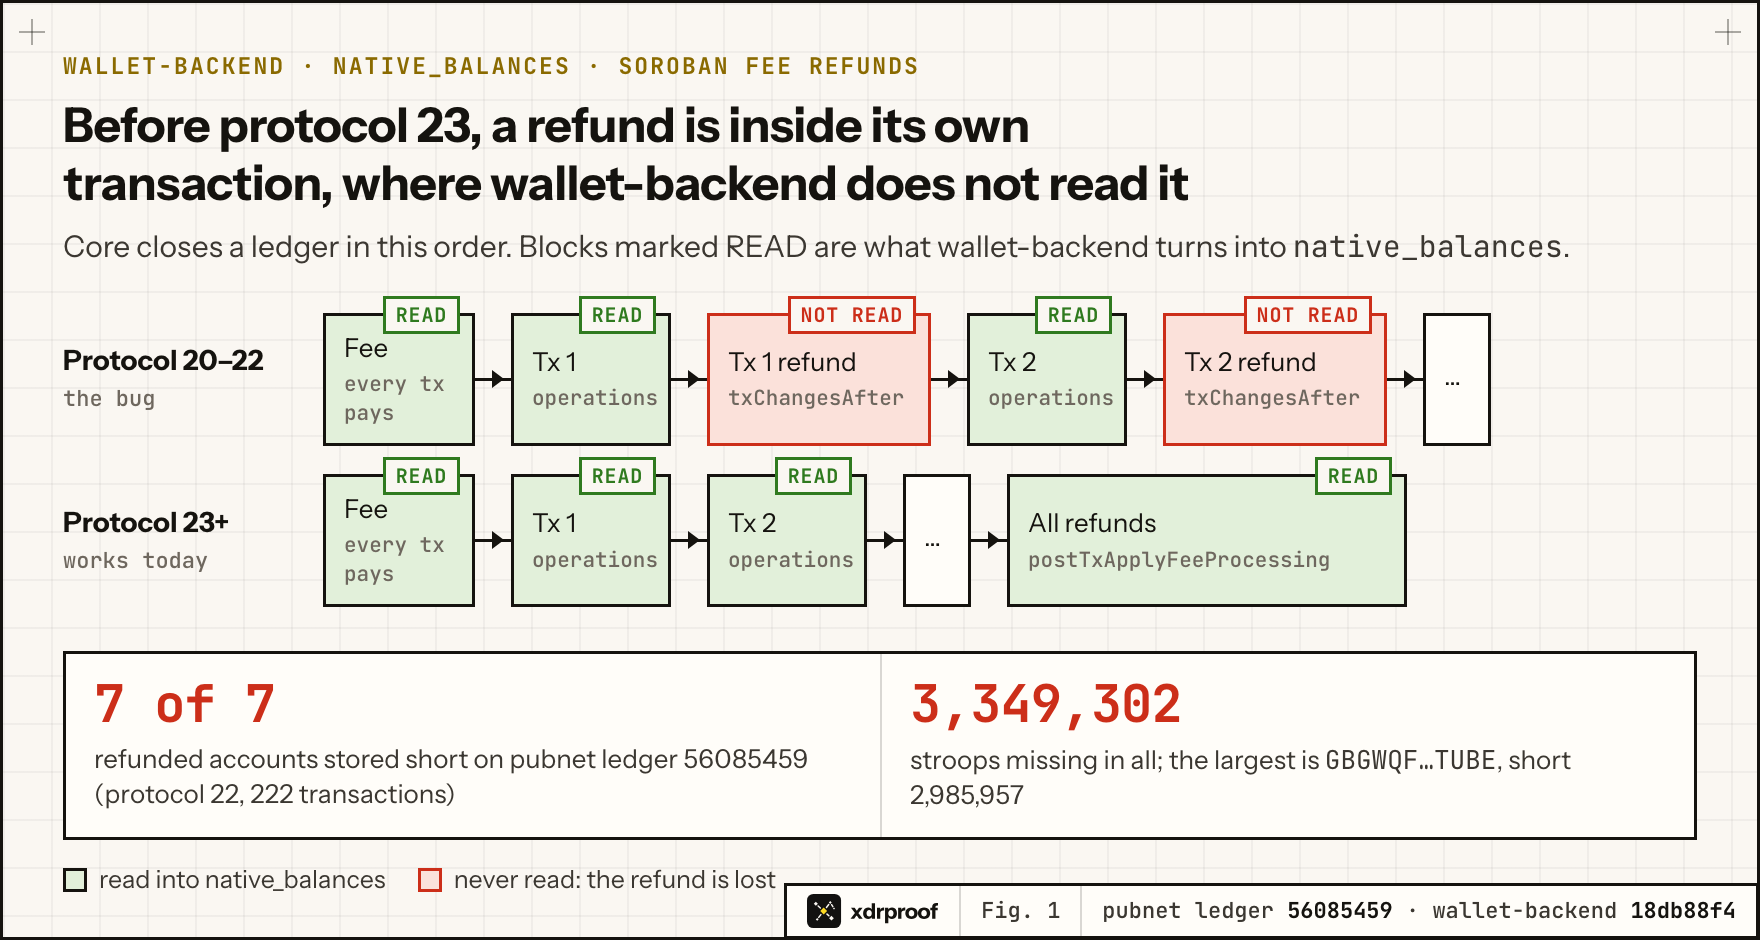 WALLET-BACKEND · NATIVE_BALANCES · SOROBAN FEE REFUNDS
Before protocol 23, a refund is inside its own
transaction, where wallet-backend does not read it
Core closes a ledger in this order. Blocks marked READ are what wallet-backend turns into native_balances.
Protocol 20–22
the bug
READ
Fee
every tx
pays
READ
Tx 1
operations
NOT READ
Tx 1 refund
txChangesAfter
READ
Tx 2
operations
NOT READ
Tx 2 refund
txChangesAfter
…
Protocol 23+
works today
READ
Fee
every tx
pays
READ
Tx 1
operations
READ
Tx 2
operations
…
READ
All refunds
postTxApplyFeeProcessing
7 of 7
refunded accounts stored short on pubnet ledger 56085459
(protocol 22, 222 transactions)
3,349,302
stroops missing in all; the largest is GBGWQF…TUBE, short
2,985,957
read into native_balances
never read: the refund is lost
xdrproof
Fig. 1
pubnet ledger 56085459 · wallet-backend 18db88f4